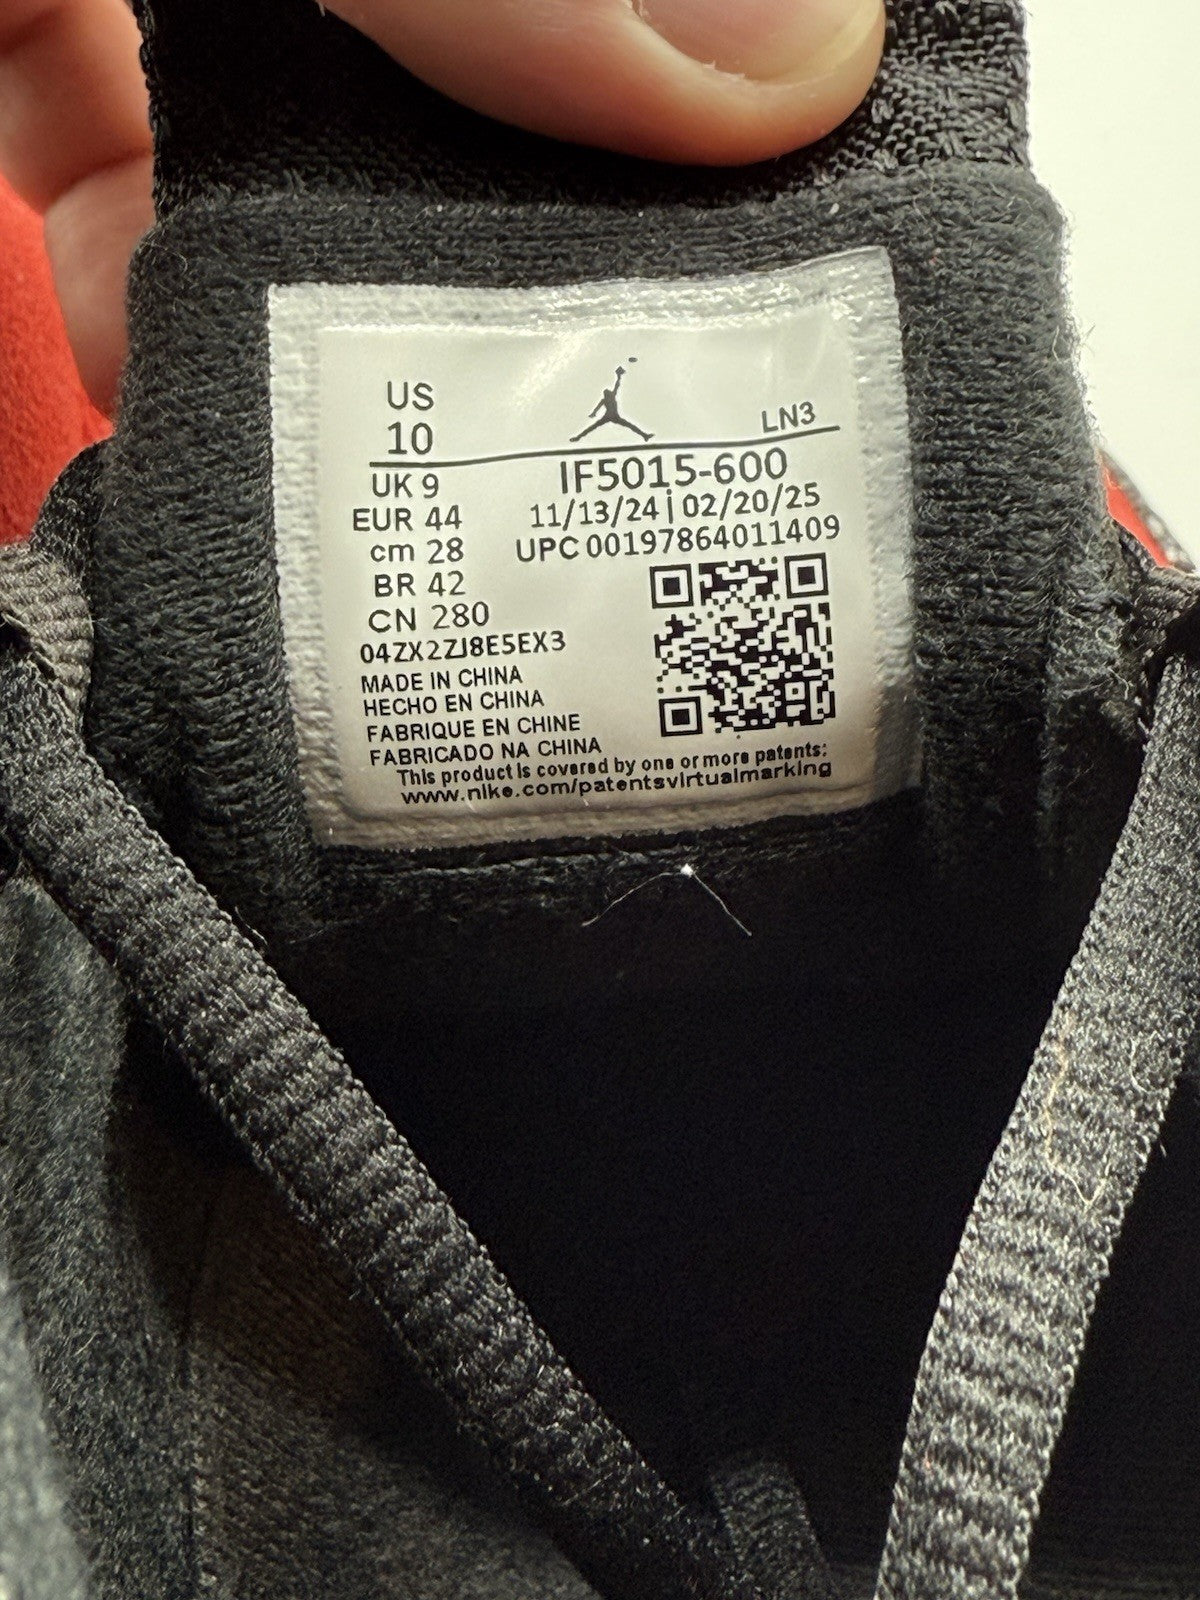 US
10
LN3
UK 9
EUR 44
cm 28
BR 42
CN 280
IF5015-600
11/13/24 | 02/20/25
UPC 00197864011409
04ZX2ZJ8E5EX3
MADE IN CHINA
HECHO EN CHINA
FABRIQUE EN CHINE
FABRICADO NA CHINA
This product is covered by one or more patents:
www.nike.com/patentsvirtualmarking